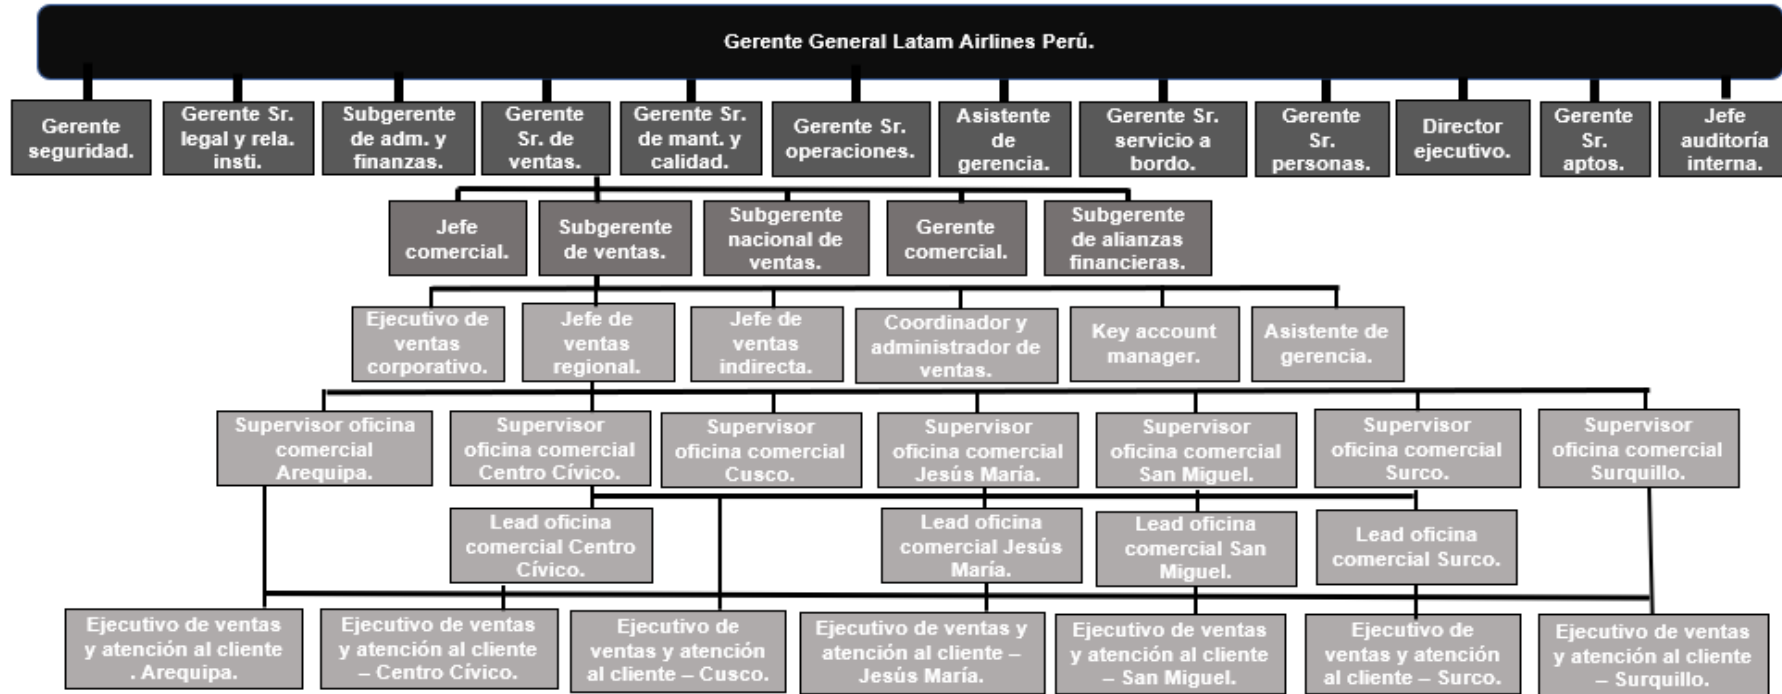 Gerente General Latam Airlines Perú.
Gerente
seguridad.
Gerente Sr.
legal y rela.
insti.
Subgerente
de adm. y
finanzas.
Gerente
Sr. de
ventas.
Gerente Sr.
de mant. y
calidad.
Gerente Sr.
operaciones.
Asistente
de
gerencia.
Gerente Sr.
servicio a
bordo.
Gerente
Sr.
personas.
Director
ejecutivo.
Gerente
Sr.
aptos.
Jefe
auditoría
interna.
Jefe
comercial.
Subgerente
de ventas.
Subgerente
nacional de
ventas.
Gerente
comercial.
Subgerente
de alianzas
financieras.
Ejecutivo de
ventas
corporativo.
Jefe de
ventas
regional.
Jefe de
ventas
indirecta.
Coordinador y
administrador de
ventas.
Key account
manager.
Asistente de
gerencia.
Supervisor oficina
comercial
Arequipa.
Supervisor
oficina comercial
Centro Cívico.
Supervisor
oficina comercial
Cusco.
Supervisor
oficina comercial
Jesús María.
Supervisor
oficina comercial
San Miguel.
Supervisor
oficina comercial
Surco.
Supervisor
oficina comercial
Surquillo.
Lead oficina
comercial Centro
Cívico.
Lead oficina
comercial Jesús
María.
Lead oficina
comercial San
Miguel.
Lead oficina
comercial Surco.
Ejecutivo de ventas
y atención al cliente
. Arequipa.
Ejecutivo de ventas
y atención al cliente
– Centro Cívico.
Ejecutivo de
ventas y atención
al cliente – Cusco.
Ejecutivo de ventas y
atención al cliente –
Jesús María.
Ejecutivo de ventas
y atención al cliente
– San Miguel.
Ejecutivo de
ventas y atención
al cliente – Surco.
Ejecutivo de ventas
y atención al cliente
– Surquillo.